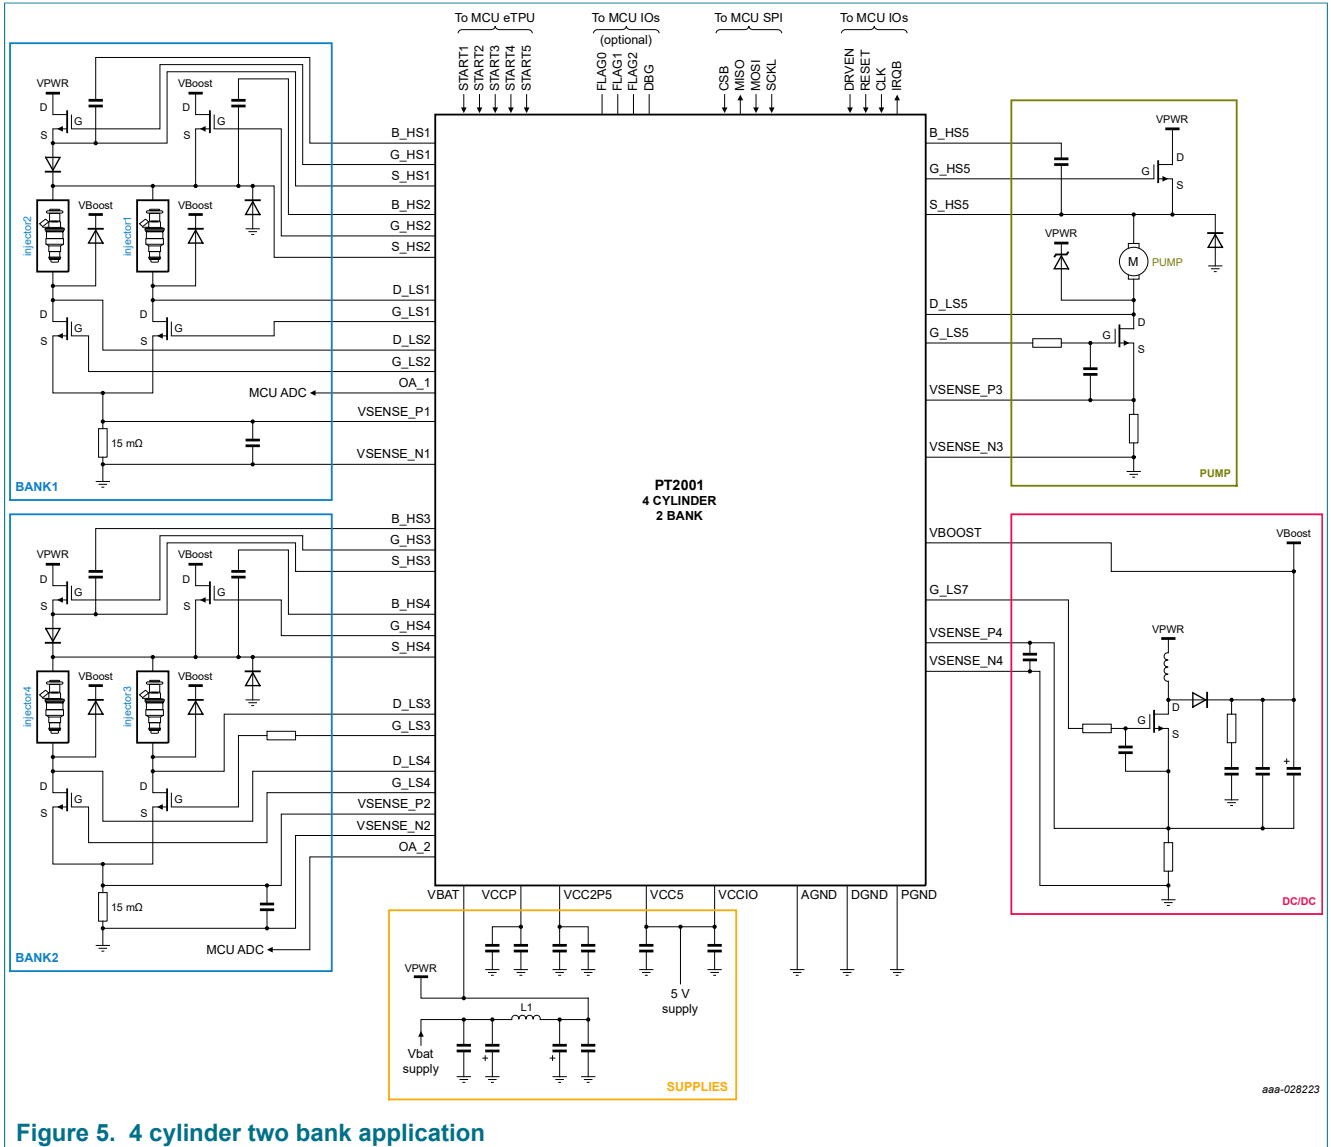 To MCU eTPU
To MCU IOs
(optional)
To MCU SPI
To MCU IOs
START1
START2
START3
START4
START5
FLAG0
FLAG1
FLAG2
DBG
CSB
MISO
MOSI
SCKL
DRVEN
RESET
CLK
IRQB
VPWR
D
G
S
VBoost
D
G
S
injector2
VBoost
injector1
VBoost
D
G
S
D
G
S
15 mΩ
MCU ADC
BANK1
B_HS1
G_HS1
S_HS1
B_HS2
G_HS2
S_HS2
D_LS1
G_LS1
D_LS2
G_LS2
OA_1
VSENSE_P1
VSENSE_N1
VPWR
D
G
S
VBoost
D
G
S
injector4
VBoost
injector3
VBoost
D
G
S
D
G
S
15 mΩ
MCU ADC
BANK2
B_HS3
G_HS3
S_HS3
B_HS4
G_HS4
S_HS4
D_LS3
G_LS3
D_LS4
G_LS4
VSENSE_P2
VSENSE_N2
OA_2
PT2001
4 CYLINDER
2 BANK
B_HS5
G_HS5
S_HS5
D_LS5
G_LS5
VSENSE_P3
VSENSE_N3
VPWR
D
G
S
VPWR
M
PUMP
D
G
S
PUMP
VBOOST
G_LS7
VSENSE_P4
VSENSE_N4
VBoost
VPWR
D
G
S
+
DC/DC
VBAT
VCCP
VCC2P5
VCC5
VCCIO
AGND
DGND
PGND
VPWR
L1
5 V
supply
Vbat
supply
+
+
SUPPLIES
aaa-028223
Figure 5. 4 cylinder two bank application